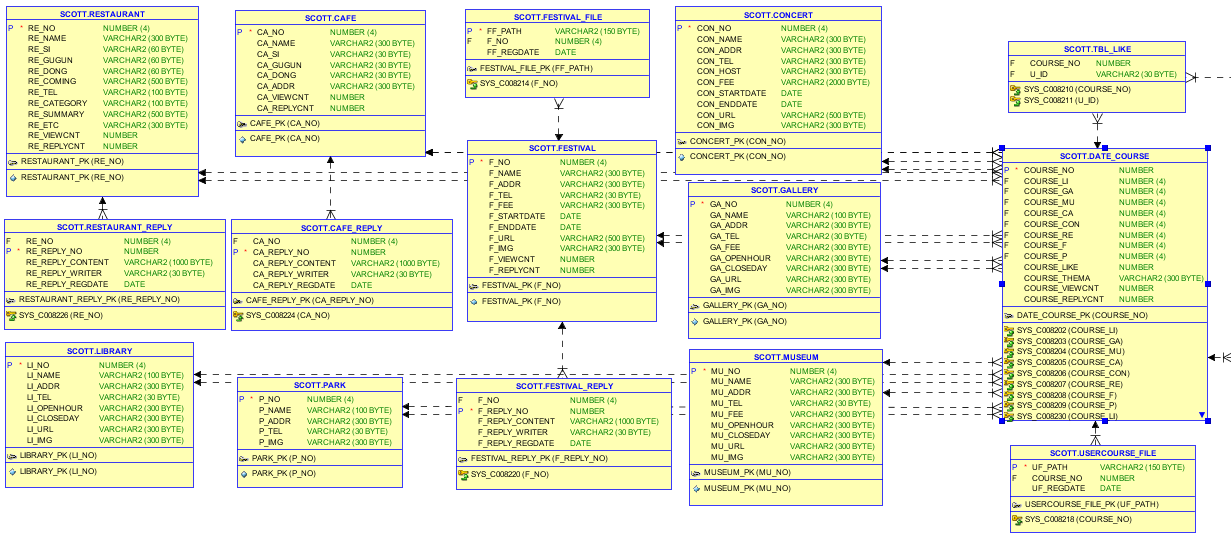 SCOTT.RESTAURANT
P * RE_NO NUMBER (4)
RE_NAME VARCHAR2 (300 BYTE)
RE_SI VARCHAR2 (60 BYTE)
RE_GUGUN VARCHAR2 (60 BYTE)
RE_DONG VARCHAR2 (60 BYTE)
RE_COMING VARCHAR2 (500 BYTE)
RE_TEL VARCHAR2 (100 BYTE)
RE_CATEGORY VARCHAR2 (100 BYTE)
RE_SUMMARY VARCHAR2 (500 BYTE)
RE_ETC VARCHAR2 (300 BYTE)
RE_VIEWCNT NUMBER
RE_REPLYCNT NUMBER
RESTAURANT_PK (RE_NO)
RESTAURANT_PK (RE_NO)
SCOTT.CAFE
P * CA_NO NUMBER (4)
CA_NAME VARCHAR2 (300 BYTE)
CA_SI VARCHAR2 (30 BYTE)
CA_GUGUN VARCHAR2 (30 BYTE)
CA_DONG VARCHAR2 (30 BYTE)
CA_ADDR VARCHAR2 (300 BYTE)
CA_VIEWCNT NUMBER
CA_REPLYCNT NUMBER
CAFE_PK (CA_NO)
CAFE_PK (CA_NO)
SCOTT.FESTIVAL_FILE
P * FF_PATH VARCHAR2 (150 BYTE)
F F_NO NUMBER (4)
FF_REGDATE DATE
FESTIVAL_FILE_PK (FF_PATH)
SYS_C008214 (F_NO)
SCOTT.CONCERT
P * CON_NO NUMBER (4)
CON_NAME VARCHAR2 (300 BYTE)
CON_ADDR VARCHAR2 (300 BYTE)
CON_TEL VARCHAR2 (300 BYTE)
CON_HOST VARCHAR2 (300 BYTE)
CON_FEE VARCHAR2 (2000 BYTE)
CON_STARTDATE DATE
CON_ENDDATE DATE
CON_URL VARCHAR2 (500 BYTE)
CON_IMG VARCHAR2 (300 BYTE)
CONCERT_PK (CON_NO)
CONCERT_PK (CON_NO)
SCOTT.TBL_LIKE
F COURSE_NO NUMBER
F U_ID VARCHAR2 (30 BYTE)
SYS_C008210 (COURSE_NO)
SYS_C008211 (U_ID)
SCOTT.FESTIVAL
P * F_NO NUMBER (4)
F_NAME VARCHAR2 (300 BYTE)
F_ADDR VARCHAR2 (300 BYTE)
F_TEL VARCHAR2 (30 BYTE)
F_FEE VARCHAR2 (300 BYTE)
F_STARTDATE DATE
F_ENDDATE DATE
F_URL VARCHAR2 (500 BYTE)
F_IMG VARCHAR2 (300 BYTE)
F_VIEWCNT NUMBER
F_REPLYCNT NUMBER
FESTIVAL_PK (F_NO)
FESTIVAL_PK (F_NO)
SCOTT.GALLERY
P * GA_NO NUMBER (4)
GA_NAME VARCHAR2 (100 BYTE)
GA_ADDR VARCHAR2 (300 BYTE)
GA_TEL VARCHAR2 (30 BYTE)
GA_FEE VARCHAR2 (300 BYTE)
GA_OPENHOUR VARCHAR2 (300 BYTE)
GA_CLOSEDAY VARCHAR2 (300 BYTE)
GA_URL VARCHAR2 (300 BYTE)
GA_IMG VARCHAR2 (300 BYTE)
GALLERY_PK (GA_NO)
GALLERY_PK (GA_NO)
SCOTT.DATE_COURSE
P * COURSE_NO NUMBER
F COURSE_LI NUMBER (4)
F COURSE_GA NUMBER (4)
F COURSE_MU NUMBER (4)
F COURSE_CA NUMBER (4)
F COURSE_CON NUMBER (4)
F COURSE_RE NUMBER (4)
F COURSE_F NUMBER (4)
F COURSE_P NUMBER (4)
COURSE_LIKE NUMBER
COURSE_THEMA VARCHAR2 (300 BYTE)
COURSE_VIEWCNT NUMBER
COURSE_REPLYCNT NUMBER
DATE_COURSE_PK (COURSE_NO)
SYS_C008202 (COURSE_LI)
SYS_C008203 (COURSE_GA)
SYS_C008204 (COURSE_MU)
SYS_C008205 (COURSE_CA)
SYS_C008206 (COURSE_CON)
SYS_C008207 (COURSE_RE)
SYS_C008208 (COURSE_F)
SYS_C008209 (COURSE_P)
SYS_C008230 (COURSE_LI)
SCOTT.RESTAURANT_REPLY
F RE_NO NUMBER (4)
P * RE_REPLY_NO NUMBER
RE_REPLY_CONTENT VARCHAR2 (1000 BYTE)
RE_REPLY_WRITER VARCHAR2 (30 BYTE)
RE_REPLY_REGDATE DATE
RESTAURANT_REPLY_PK (RE_REPLY_NO)
SYS_C008226 (RE_NO)
SCOTT.CAFE_REPLY
F CA_NO NUMBER (4)
P * CA_REPLY_NO NUMBER
CA_REPLY_CONTENT VARCHAR2 (1000 BYTE)
CA_REPLY_WRITER VARCHAR2 (30 BYTE)
CA_REPLY_REGDATE DATE
CAFE_REPLY_PK (CA_REPLY_NO)
SYS_C008224 (CA_NO)
SCOTT.LIBRARY
P * LI_NO NUMBER (4)
LI_NAME VARCHAR2 (100 BYTE)
LI_ADDR VARCHAR2 (300 BYTE)
LI_TEL VARCHAR2 (30 BYTE)
LI_OPENHOUR VARCHAR2 (300 BYTE)
LI_CLOSEDAY VARCHAR2 (300 BYTE)
LI_URL VARCHAR2 (300 BYTE)
LI_IMG VARCHAR2 (300 BYTE)
LIBRARY_PK (LI_NO)
LIBRARY_PK (LI_NO)
SCOTT.PARK
P * P_NO NUMBER (4)
P_NAME VARCHAR2 (100 BYTE)
P_ADDR VARCHAR2 (300 BYTE)
P_TEL VARCHAR2 (30 BYTE)
P_IMG VARCHAR2 (300 BYTE)
PARK_PK (P_NO)
PARK_PK (P_NO)
SCOTT.FESTIVAL_REPLY
F F_NO NUMBER (4)
P * F_REPLY_NO NUMBER
F_REPLY_CONTENT VARCHAR2 (1000 BYTE)
F_REPLY_WRITER VARCHAR2 (30 BYTE)
F_REPLY_REGDATE DATE
FESTIVAL_REPLY_PK (F_REPLY_NO)
SYS_C008220 (F_NO)
SCOTT.MUSEUM
P * MU_NO NUMBER (4)
MU_NAME VARCHAR2 (300 BYTE)
MU_ADDR VARCHAR2 (300 BYTE)
MU_TEL VARCHAR2 (30 BYTE)
MU_FEE VARCHAR2 (300 BYTE)
MU_OPENHOUR VARCHAR2 (300 BYTE)
MU_CLOSEDAY VARCHAR2 (300 BYTE)
MU_URL VARCHAR2 (300 BYTE)
MU_IMG VARCHAR2 (300 BYTE)
MUSEUM_PK (MU_NO)
MUSEUM_PK (MU_NO)
SCOTT.USERCOURSE_FILE
P * UF_PATH VARCHAR2 (150 BYTE)
F COURSE_NO NUMBER
UF_REGDATE DATE
USERCOURSE_FILE_PK (UF_PATH)
SYS_C008218 (COURSE_NO)